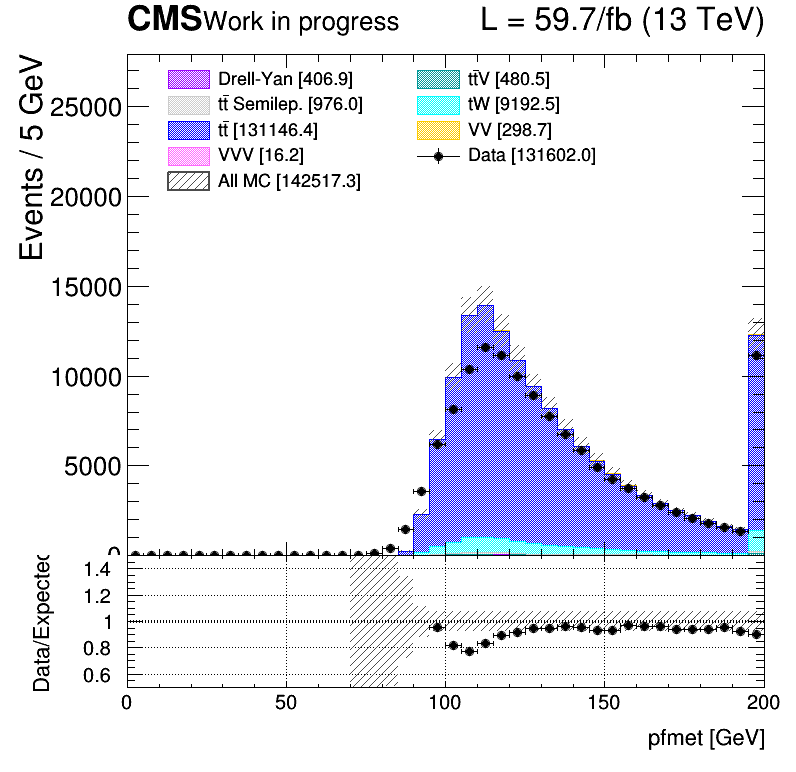 CMS Work in progress L = 59.7/fb (13 TeV)
Events / 5 GeV
25000
20000
15000
10000
5000
0
Drell-Yan [406.9]
tt̄ Semilep. [976.0]
tt̄ [131146.4]
VVV [16.2]
All MC [142517.3]
tt̄V [480.5]
tW [9192.5]
VV [298.7]
Data [131602.0]
Data/Expected
1.4
1.2
1
0.8
0.6
0 50 100 150 200
pfmet [GeV]